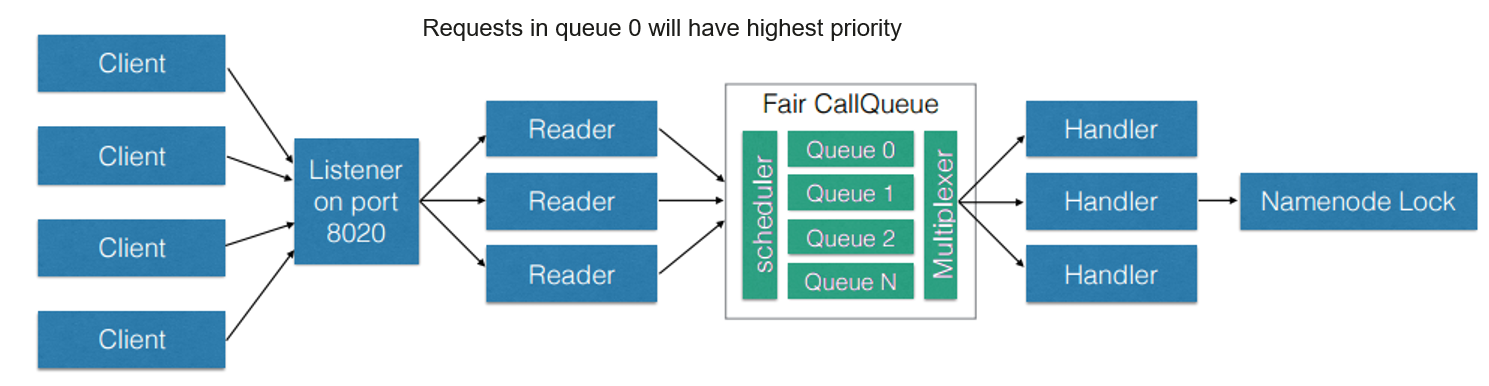 Requests in queue 0 will have highest priority
Client
Client
Client
Client
Listener
on port
8020
Reader
Reader
Reader
Fair CallQueue
scheduler
Queue 0
Queue 1
Queue 2
Queue N
Multiplexer
Handler
Handler
Handler
Namenode Lock